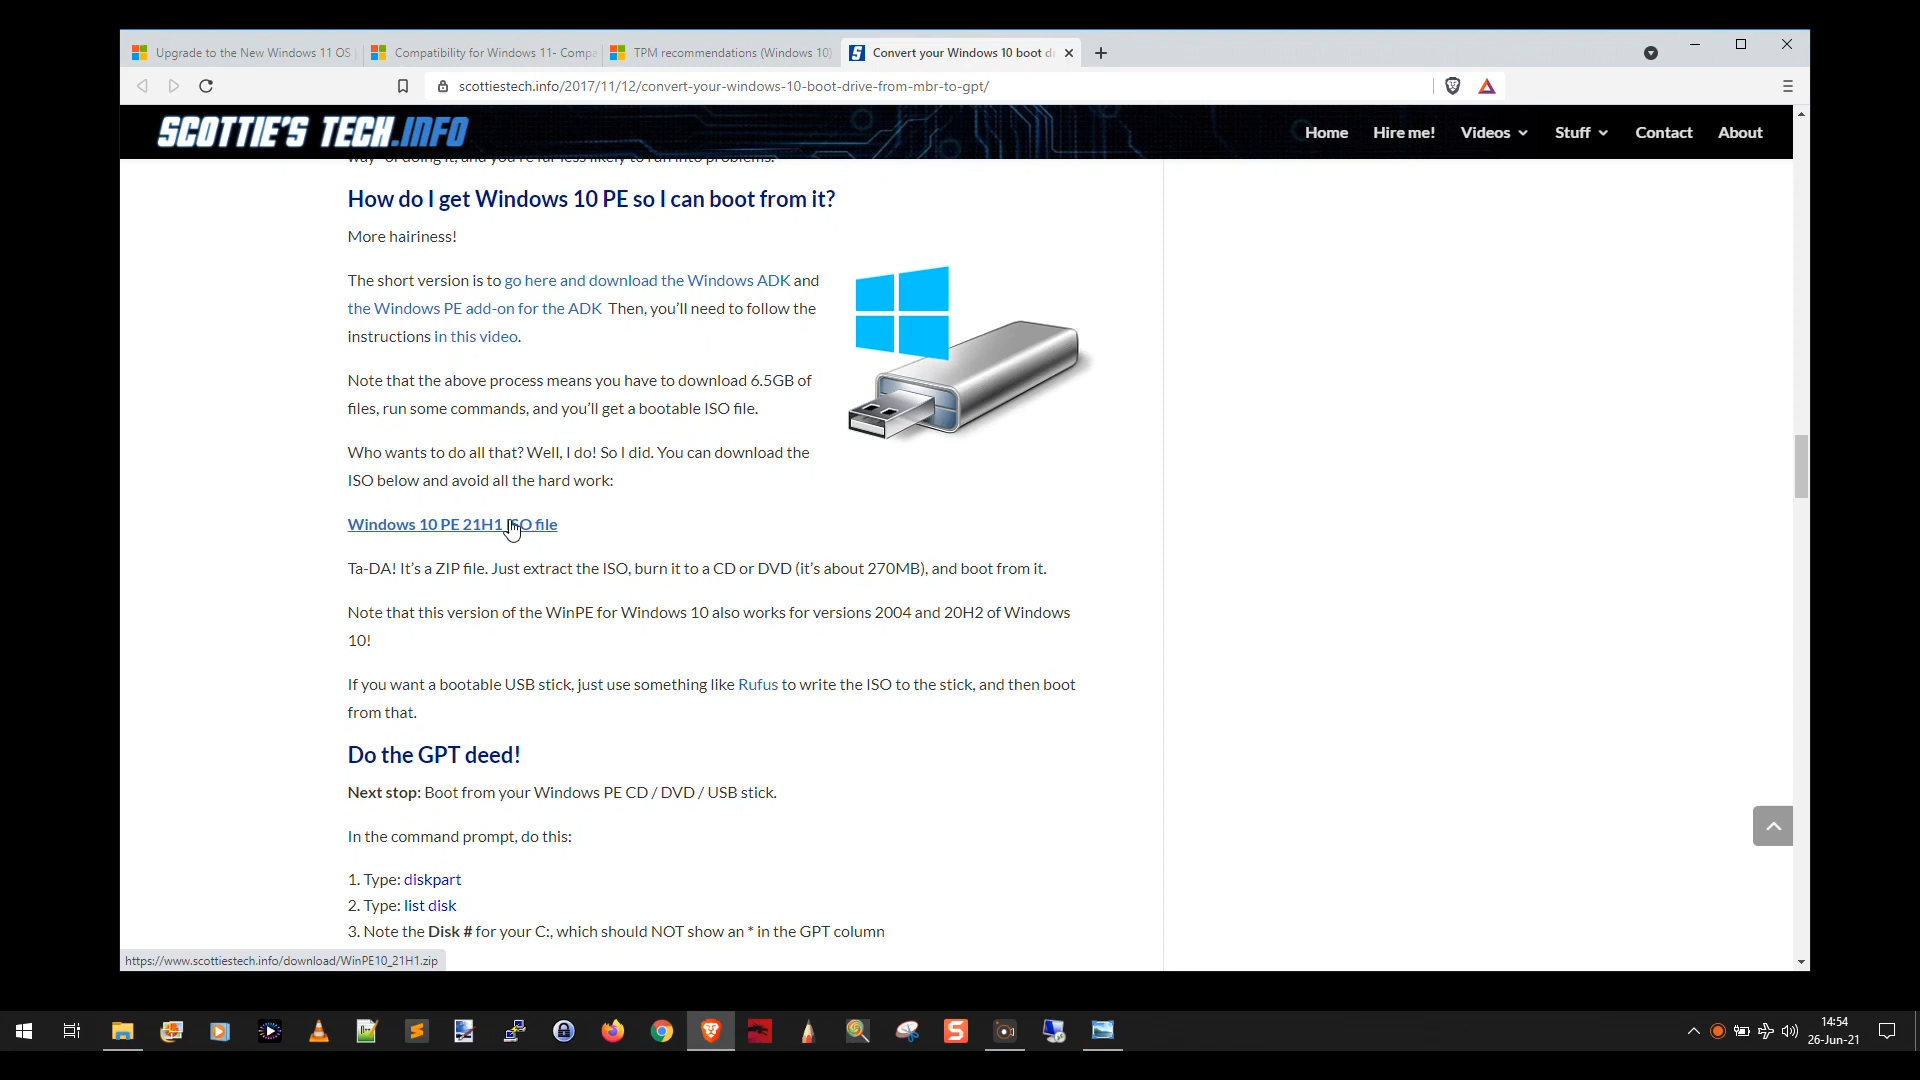 Upgrade to the New Windows 11 OS
Compatibility for Windows 11- Compa
TPM recommendations (Windows 10)
Convert your Windows 10 boot d
scottiestech.info/2017/11/12/convert-your-windows-10-boot-drive-from-mbr-to-gpt/
SCOTTIE'S TECH.INFO
Home Hire me! Videos Stuff Contact About
way" of doing it, and you're far less likely to run into problems.
How do I get Windows 10 PE so I can boot from it?
More hairiness!
The short version is to go here and download the Windows ADK and
the Windows PE add-on for the ADK Then, you'll need to follow the
instructions in this video.
Note that the above process means you have to download 6.5GB of
files, run some commands, and you'll get a bootable ISO file.
Who wants to do all that? Well, I do! So I did. You can download the
ISO below and avoid all the hard work:
Windows 10 PE 21H1 ISO file
Ta-DA! It's a ZIP file. Just extract the ISO, burn it to a CD or DVD (it's about 270MB), and boot from it.
Note that this version of the WinPE for Windows 10 also works for versions 2004 and 20H2 of Windows
10!
If you want a bootable USB stick, just use something like Rufus to write the ISO to the stick, and then boot
from that.
Do the GPT deed!
Next stop: Boot from your Windows PE CD / DVD / USB stick.
In the command prompt, do this:
1. Type: diskpart
2. Type: list disk
3. Note the Disk # for your C:, which should NOT show an * in the GPT column
https://www.scottiestech.info/download/WinPE10_21H1.zip
14:54
26-Jun-21